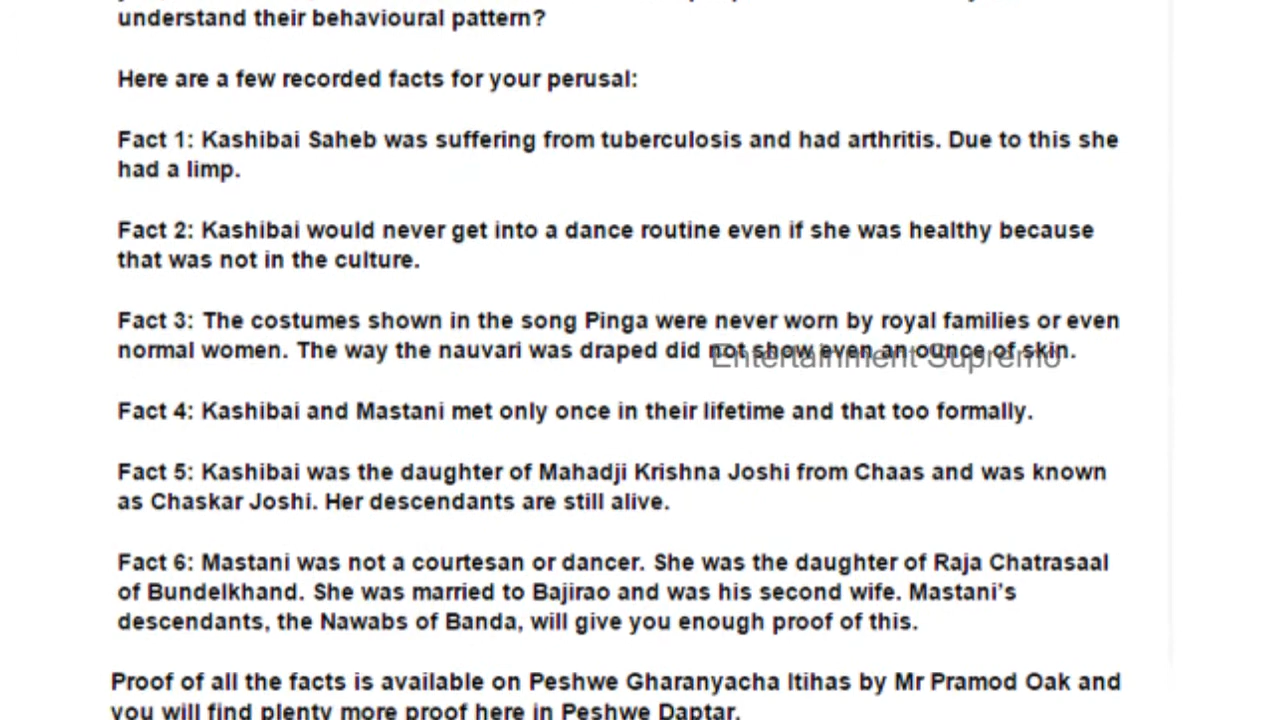 understand their behavioural pattern?
Here are a few recorded facts for your perusal:
Fact 1: Kashibai Saheb was suffering from tuberculosis and had arthritis. Due to this she
had a limp.
Fact 2: Kashibai would never get into a dance routine even if she was healthy because
that was not in the culture.
Fact 3: The costumes shown in the song Pinga were never worn by royal families or even
normal women. The way the nauvari was draped did not show even an ounce of skin.
Entertainment Supremo
Fact 4: Kashibai and Mastani met only once in their lifetime and that too formally.
Fact 5: Kashibai was the daughter of Mahadji Krishna Joshi from Chaas and was known
as Chaskar Joshi. Her descendants are still alive.
Fact 6: Mastani was not a courtesan or dancer. She was the daughter of Raja Chatrasaal
of Bundelkhand. She was married to Bajirao and was his second wife. Mastani's
descendants, the Nawabs of Banda, will give you enough proof of this.
Proof of all the facts is available on Peshwe Gharanyacha Itihas by Mr Pramod Oak and
you will find plenty more proof here in Peshwe Daptar.